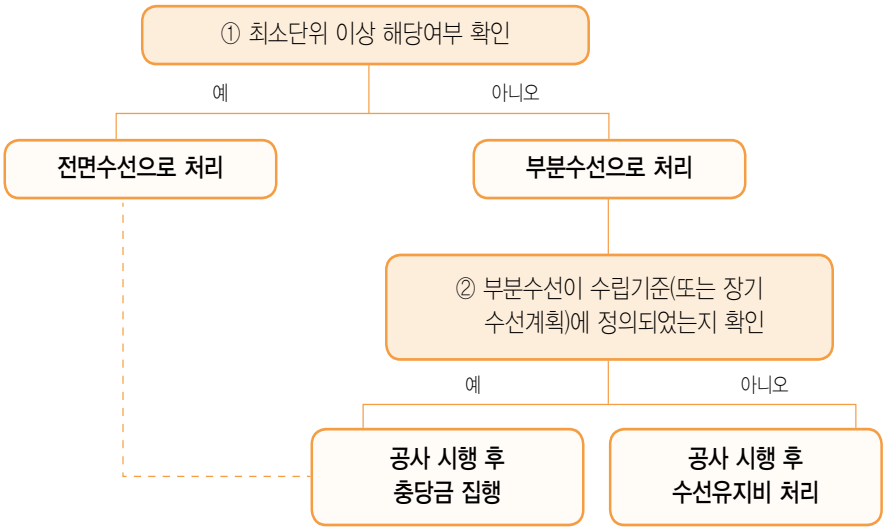 ① 최소단위 이상 해당여부 확인
예
아니오
전면수선으로 처리
부분수선으로 처리
② 부분수선이 수립기준(또는 장기
수선계획)에 정의되었는지 확인
예
아니오
공사 시행 후
충당금 집행
공사 시행 후
수선유지비 처리